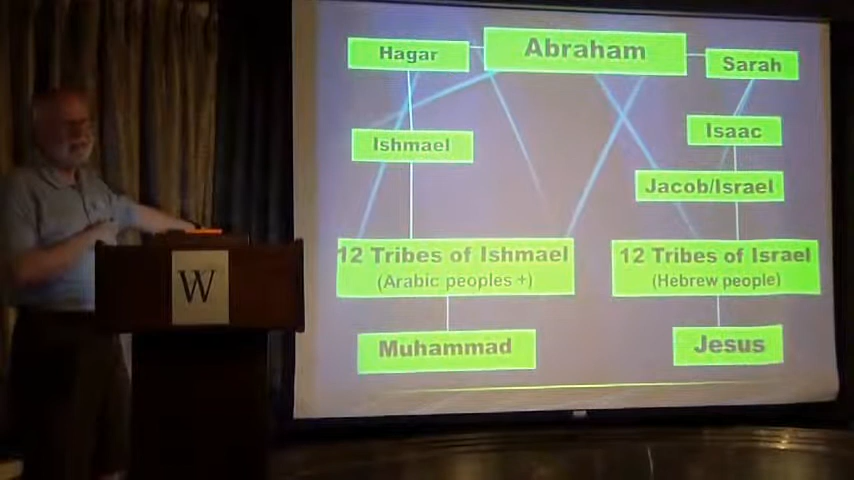 Hagar
Abraham
Sarah
Ishmael
Isaac
Jacob/Israel
12 Tribes of Ishmael
(Arabic peoples +)
12 Tribes of Israel
(Hebrew people)
Muhammad
Jesus
W